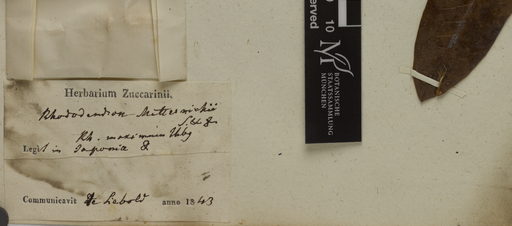 Herbarium Zuccarinii.
Rhododendron Metternichii
S. & Z.
Rh. maximum Thbg
Legit in Japonia
Communicavit De Siebold anno 1843
served
10
BOTANISCHE
STAATSSAMMLUNG
MÜNCHEN